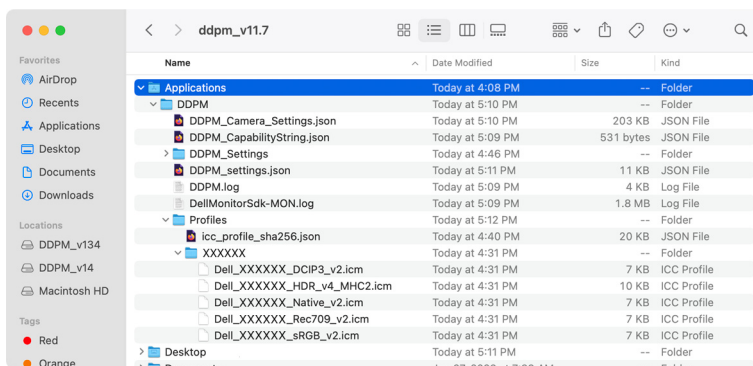 ddpm_v11.7
Favorites
AirDrop
Recents
Applications
Desktop
Documents
Downloads
Locations
DDPM_v134
DDPM_v14
Macintosh HD
Tags
Red
Orange
Name Date Modified Size Kind
Applications Today at 4:08 PM -- Folder
DDPM Today at 5:10 PM -- Folder
DDPM_Camera_Settings.json Today at 5:10 PM 203 KB JSON File
DDPM_CapabilityString.json Today at 5:09 PM 531 bytes JSON File
DDPM_Settings Today at 4:46 PM -- Folder
DDPM_settings.json Today at 5:11 PM 11 KB JSON File
DDPM.log Today at 5:09 PM 4 KB Log File
DellMonitorSdk-MON.log Today at 5:09 PM 1.8 MB Log File
Profiles Today at 5:12 PM -- Folder
icc_profile_sha256.json Today at 4:40 PM 20 KB JSON File
XXXXXX Today at 4:31 PM -- Folder
Dell_XXXXXX_DCIP3_v2.icm Today at 4:31 PM 7 KB ICC Profile
Dell_XXXXXX_HDR_v4_MHC2.icm Today at 4:31 PM 10 KB ICC Profile
Dell_XXXXXX_Native_v2.icm Today at 4:31 PM 7 KB ICC Profile
Dell_XXXXXX_Rec709_v2.icm Today at 4:31 PM 7 KB ICC Profile
Dell_XXXXXX_sRGB_v2.icm Today at 4:31 PM 7 KB ICC Profile
Desktop Today at 5:11 PM -- Folder